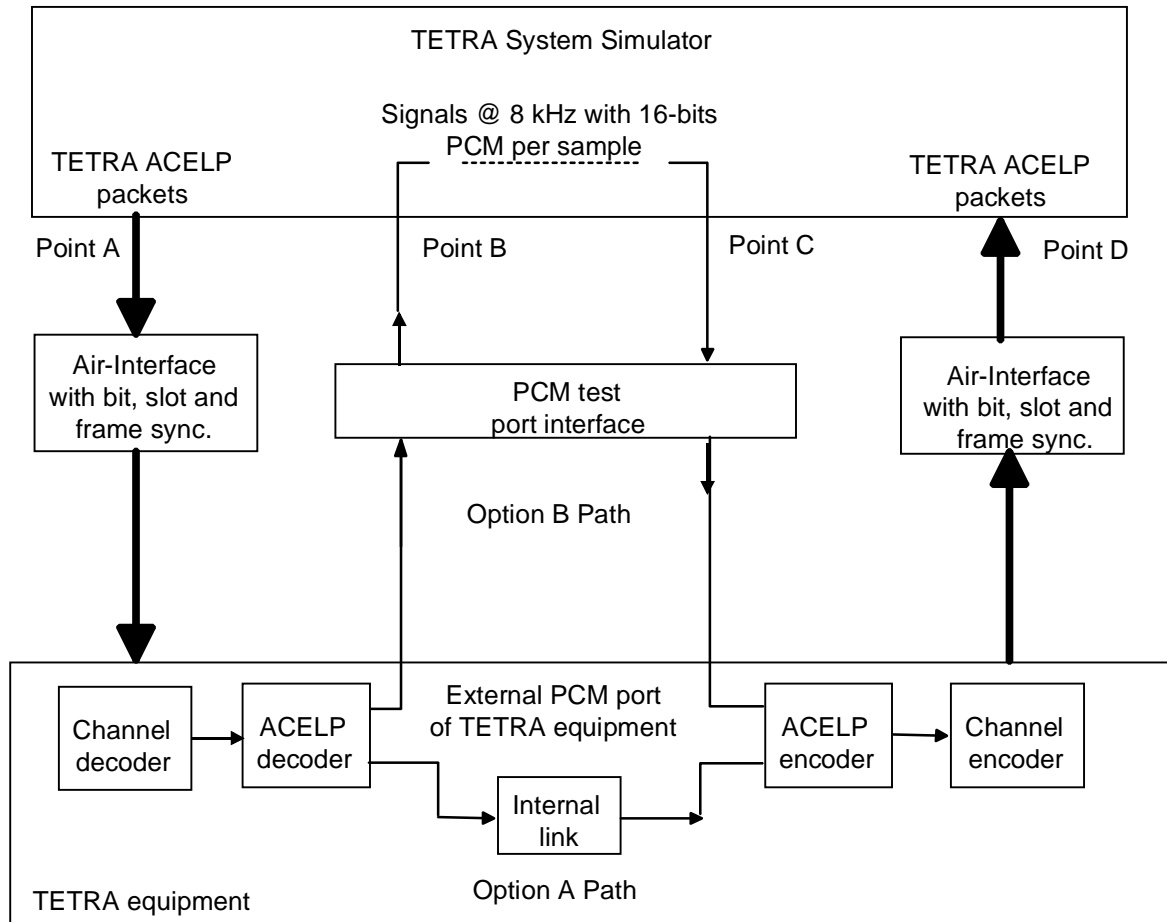 TETRA System Simulator
Signals @ 8 kHz with 16-bits
PCM per sample
TETRA ACELP
packets
TETRA ACELP
packets
Point A
Point B
Point C
Point D
Air-Interface
with bit, slot and
frame sync.
PCM test
port interface
Air-Interface
with bit, slot and
frame sync.
Option B Path
Channel
decoder
ACELP
decoder
External PCM port
of TETRA equipment
ACELP
encoder
Channel
encoder
Internal
link
Option A Path
TETRA equipment